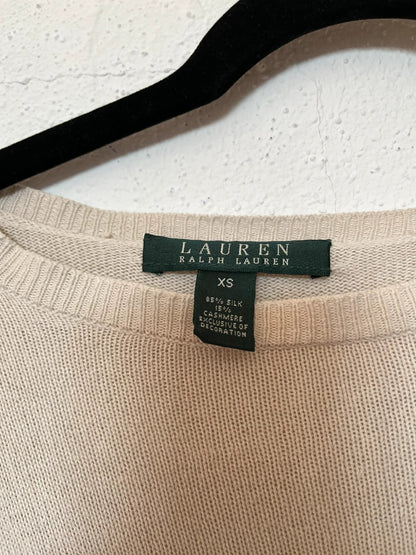 LAUREN
RALPH LAUREN
XS
85% SILK
15%
CASHMERE
EXCLUSIVE OF
DECORATION